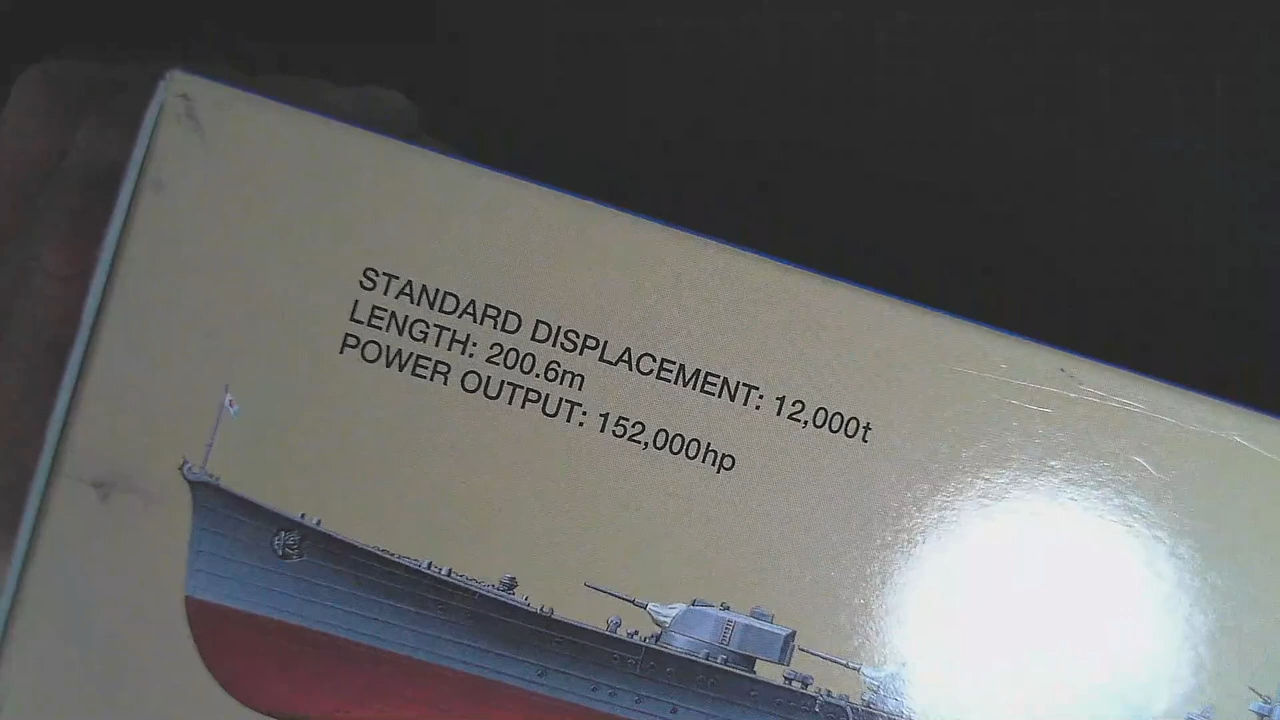 STANDARD DISPLACEMENT: 12,000t
LENGTH: 200.6m
POWER OUTPUT: 152,000hp